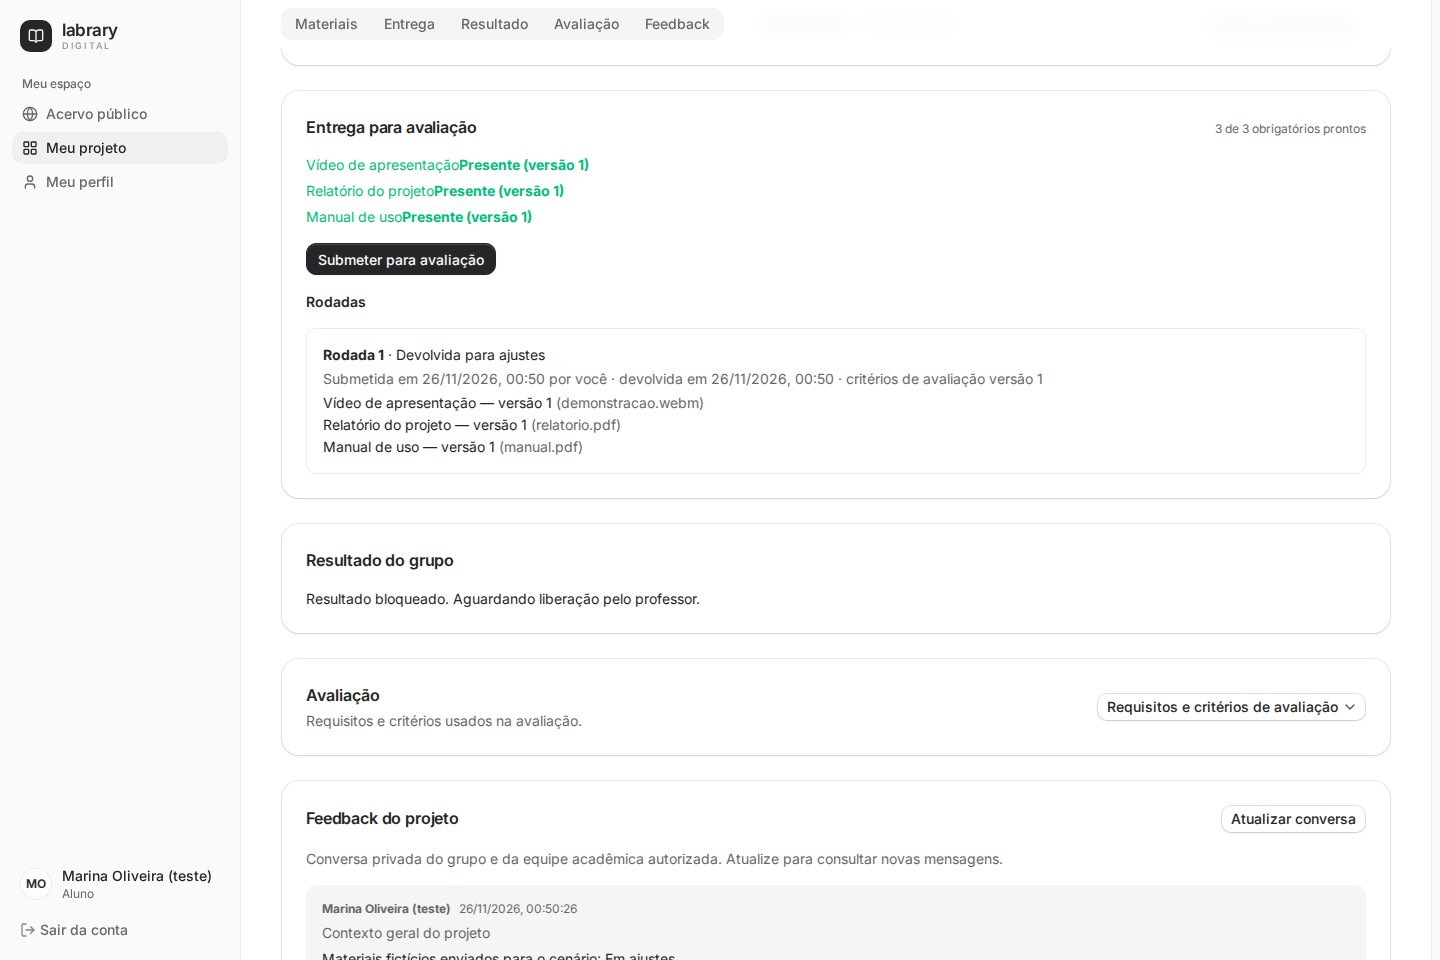 labrary
DIGITAL
Meu espaço
Acervo público
Meu projeto
Meu perfil
MO
Marina Oliveira (teste)
Aluno
Sair da conta
Materiais
Entrega
Resultado
Avaliação
Feedback
Entrega para avaliação
3 de 3 obrigatórios prontos
Vídeo de apresentaçãoPresente (versão 1)
Relatório do projetoPresente (versão 1)
Manual de usoPresente (versão 1)
Submeter para avaliação
Rodadas
Rodada 1 · Devolvida para ajustes
Submetida em 26/11/2026, 00:50 por você · devolvida em 26/11/2026, 00:50 · critérios de avaliação versão 1
Vídeo de apresentação — versão 1 (demonstracao.webm)
Relatório do projeto — versão 1 (relatorio.pdf)
Manual de uso — versão 1 (manual.pdf)
Resultado do grupo
Resultado bloqueado. Aguardando liberação pelo professor.
Avaliação
Requisitos e critérios usados na avaliação.
Requisitos e critérios de avaliação
Feedback do projeto
Atualizar conversa
Conversa privada do grupo e da equipe acadêmica autorizada. Atualize para consultar novas mensagens.
Marina Oliveira (teste) 26/11/2026, 00:50:26
Contexto geral do projeto
Materiais fictícios enviados para o cenário: Em ajustes.